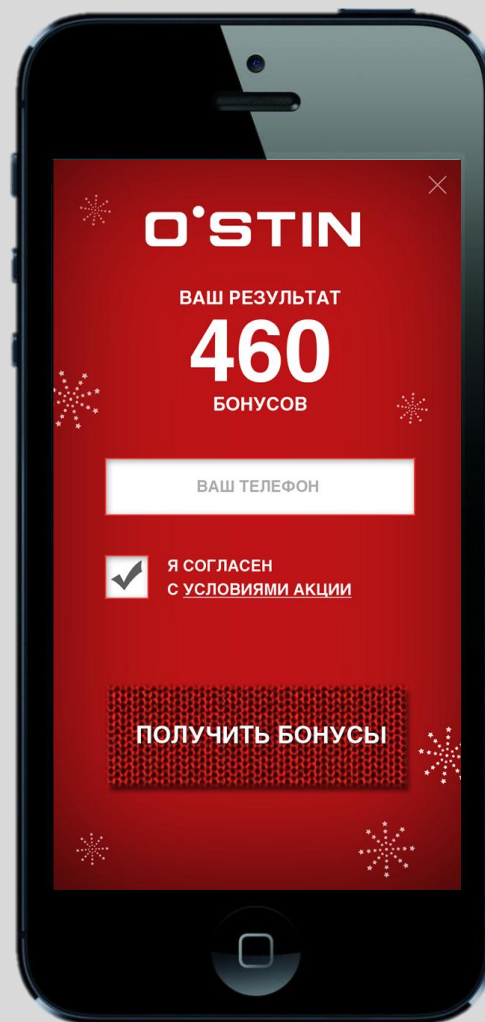 O'STIN
ВАШ РЕЗУЛЬТАТ
460
БОНУСОВ
ВАШ ТЕЛЕФОН
Я СОГЛАСЕН
С УСЛОВИЯМИ АКЦИИ
ПОЛУЧИТЬ БОНУСЫ